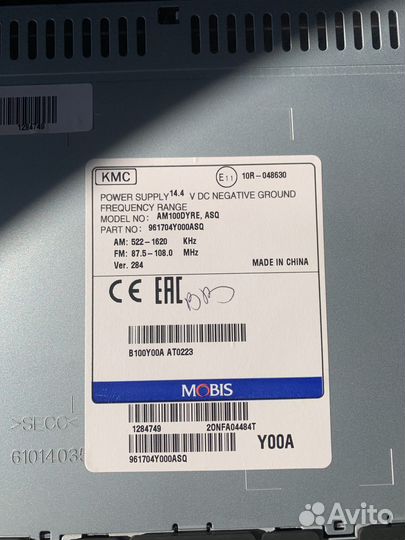 1284749
KMC
E11
10R-048630
POWER SUPPLY 14.4 V DC NEGATIVE GROUND
FREQUENCY RANGE
MODEL NO: AM100DYRE, ASQ
PART NO: 961704Y000ASQ
AM: 522-1620 KHz
FM: 87.5-108.0 MHz
Ver. 284
MADE IN CHINA
CE EAC
B100Y00A AT0223
MOBIS
1284749 20NFA04484T
961704Y000ASQ
Y00A
>SECC<
61014035
Avito